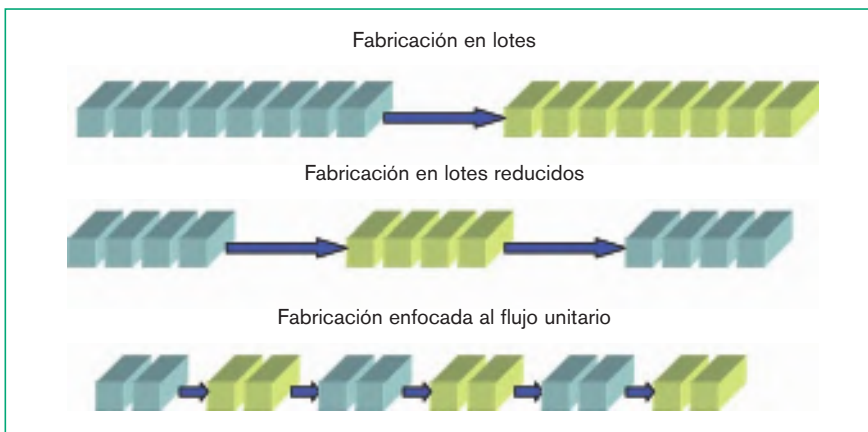 Fabricación en lotes
Fabricación en lotes reducidos
Fabricación enfocada al flujo unitario